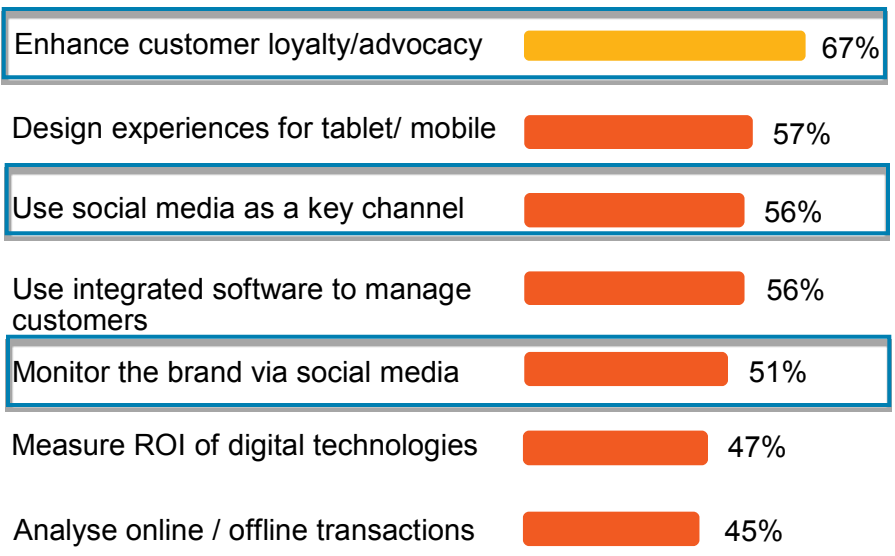 Enhance customer loyalty/advocacy 67%
Design experiences for tablet/ mobile 57%
Use social media as a key channel 56%
Use integrated software to manage 56%
customers
Monitor the brand via social media 51%
Measure ROI of digital technologies 47%
Analyse online / offline transactions 45%